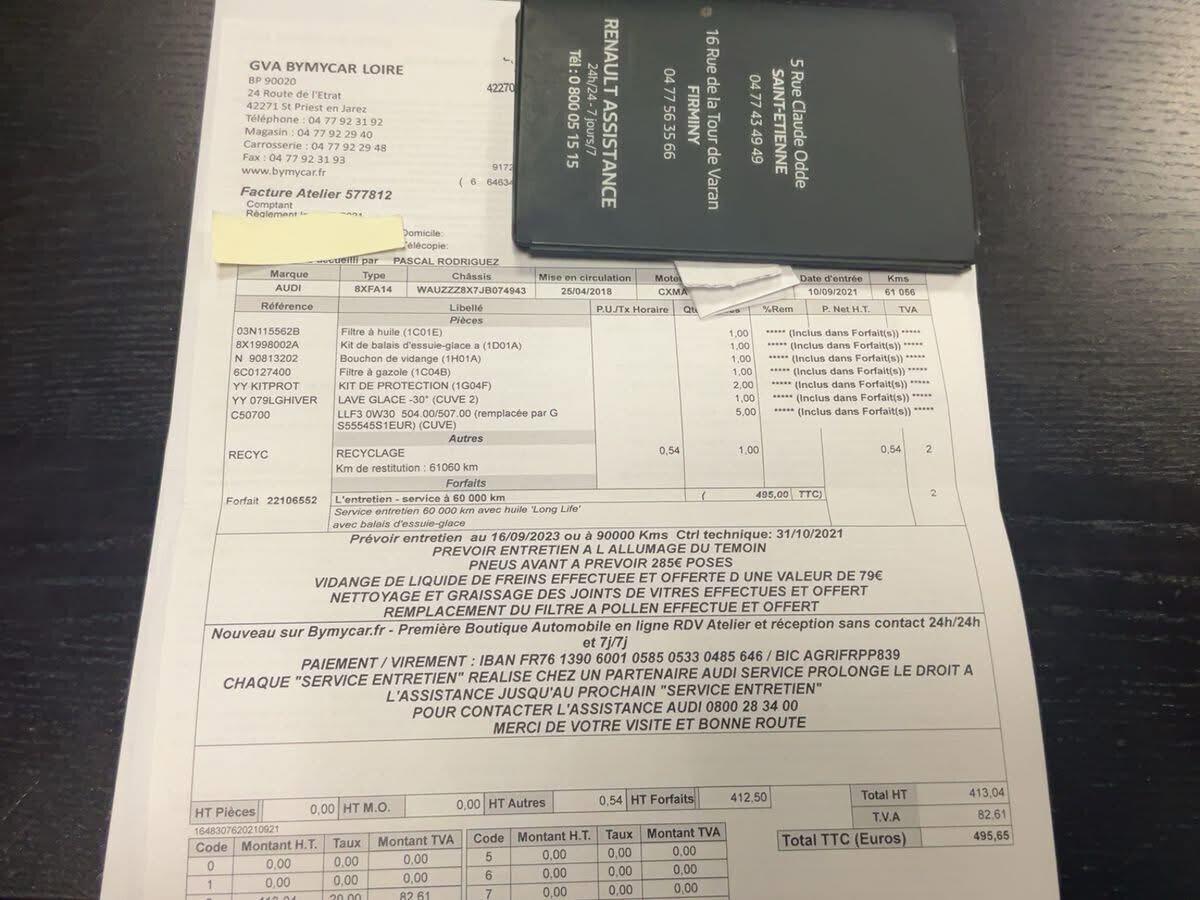 GVA BYMYCAR LOIRE
BP 90020
24 Route de l'Etrat
42271 St Priest en Jarez
Téléphone : 04 77 92 31 92
Magasin : 04 77 92 29 40
Carrosserie : 04 77 92 29 48
Fax : 04 77 92 31 93
www.bymycar.fr
42270
9172
( 6 6463
Facture Atelier 577812
Comptant
Domicile:
Télécopie:
accueilli par PASCAL RODRIGUEZ
5 Rue Claude Odde
SAINT-ETIENNE
04 77 43 49 49
16 Rue de la Tour de Varan
FIRMINY
04 77 56 35 66
RENAULT ASSISTANCE
24h/24 - 7 jours/7
Tél : 0 800 05 15 15
Marque Type Châssis Mise en circulation Date d'entrée Kms
AUDI 8XFA14 WAUZZZ8X7JB074943 25/04/2018 CXMA 10/09/2021 61 056
Référence Libellé P.U./Tx Horaire %Rem P. Net H.T. TVA
Pièces
03N115562B Filtre à huile (1C01E) 1,00 ***** (Inclus dans Forfait(s)) *****
8X1998002A Kit de balais d'essuie-glace a (1D01A) 1,00 ***** (Inclus dans Forfait(s)) *****
N 90813202 Bouchon de vidange (1H01A) 1,00 ***** (Inclus dans Forfait(s)) *****
6C0127400 Filtre à gazole (1C04B) 1,00 ***** (Inclus dans Forfait(s)) *****
YY KITPROT KIT DE PROTECTION (1G04F) 2,00 ***** (Inclus dans Forfait(s)) *****
YY 079LGHIVER LAVE GLACE -30° (CUVE 2) 1,00 ***** (Inclus dans Forfait(s)) *****
C50700 LLF3 0W30 504.00/507.00 (remplacée par G 5,00 ***** (Inclus dans Forfait(s)) *****
S55545S1EUR) (CUVE)
Autres
RECYC RECYCLAGE 0,54 1,00 0,54 2
Km de restitution : 61060 km
Forfaits
Forfait 22106552 L'entretien - service à 60 000 km ( 495,00 TTC) 2
Service entretien 60 000 km avec huile 'Long Life'
avec balais d'essuie-glace
Prévoir entretien au 16/09/2023 ou à 90000 Kms Ctrl technique: 31/10/2021
PREVOIR ENTRETIEN A L ALLUMAGE DU TEMOIN
PNEUS AVANT A PREVOIR 285€ POSES
VIDANGE DE LIQUIDE DE FREINS EFFECTUEE ET OFFERTE D UNE VALEUR DE 79€
NETTOYAGE ET GRAISSAGE DES JOINTS DE VITRES EFFECTUES ET OFFERT
REMPLACEMENT DU FILTRE A POLLEN EFFECTUE ET OFFERT
Nouveau sur Bymycar.fr - Première Boutique Automobile en ligne RDV Atelier et réception sans contact 24h/24h
et 7j/7j
PAIEMENT / VIREMENT : IBAN FR76 1390 6001 0585 0533 0485 646 / BIC AGRIFRPP839
CHAQUE "SERVICE ENTRETIEN" REALISE CHEZ UN PARTENAIRE AUDI SERVICE PROLONGE LE DROIT A
L'ASSISTANCE JUSQU'AU PROCHAIN "SERVICE ENTRETIEN"
POUR CONTACTER L'ASSISTANCE AUDI 0800 28 34 00
MERCI DE VOTRE VISITE ET BONNE ROUTE
HT Pièces 0,00 HT M.O. 0,00 HT Autres 0,54 HT Forfaits 412,50 Total HT 413,04
T.V.A 82,61
Total TTC (Euros) 495,65
1648307620210921
Code Montant H.T. Taux Montant TVA Code Montant H.T. Taux Montant TVA
0 0,00 0,00 0,00 5 0,00 0,00 0,00
1 0,00 0,00 0,00 6 0,00 0,00 0,00
413,04 20,00 82,61 7 0,00 0,00 0,00